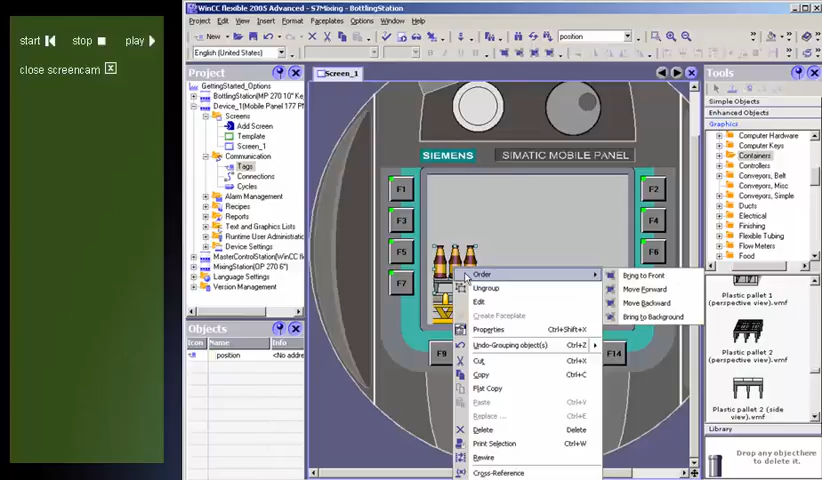 start
stop
play
close screencam
WinCC flexible 2005 Advanced - S7Mixing - BottlingStation
Project Edit View Insert Format Faceplates Options Window Help
New
position
English (United States)
Project
GettingStarted_Options
BottlingStation(MP 270 10" Ke
Device_1(Mobile Panel 177 PI
Screens
Add Screen
Template
Screen_1
Communication
Tags
Connections
Cycles
Alarm Management
Recipes
Reports
Text and Graphics Lists
Runtime User Administratio
Device Settings
MasterControlStation(WinCC fl
MixingStation(OP 270 6")
Language Settings
Version Management
Objects
Icon Name Info
position <No addre
Screen_1
SIEMENS
SIMATIC MOBILE PANEL
F1
F3
F5
F7
F9
F2
F4
F6
F14
Order
Ungroup
Edit
Create Faceplate
Properties Ctrl+Shift+X
Undo-Grouping object(s) Ctrl+Z
Cut Ctrl+X
Copy Ctrl+C
Flat Copy
Paste Ctrl+V
Replace ... Ctrl+E
Delete Delete
Print Selection Ctrl+W
Rewire
Cross-Reference
Bring to Front
Move Forward
Move Backward
Bring to Background
Tools
Simple Objects
Enhanced Objects
Graphics
Computer Hardware
Computer Keys
Containers
Controllers
Conveyors, Belt
Conveyors, Misc
Conveyors, Simple
Ducts
Electrical
Finishing
Flexible Tubing
Flow Meters
Food
Plastic pallet 1
(perspective view).wmf
Plastic pallet 2
(perspective view).wmf
Plastic pallet 2 (side
view).wmf
Library
Drop any object here
to delete it.